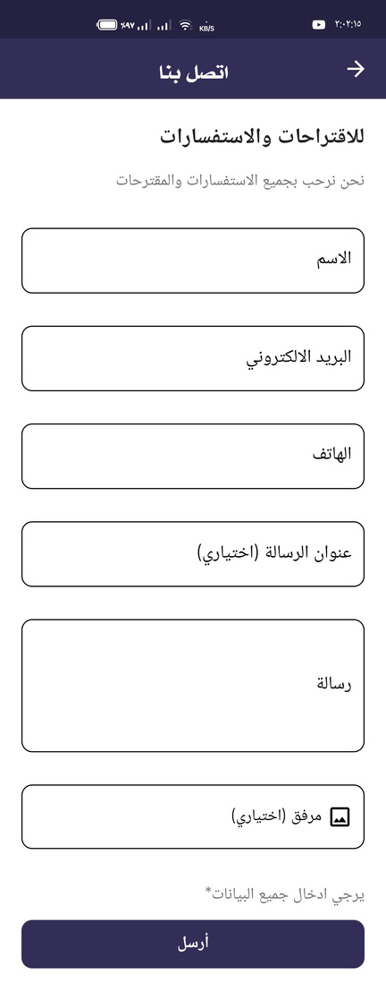 ٢:٠٢:١٥ KB/S ٪٩٧
اتصل بنا
للاقتراحات والاستفسارات
نحن نرحب بجميع الاستفسارات والمقترحات
الاسم
البريد الالكتروني
الهاتف
عنوان الرسالة (اختياري)
رسالة
مرفق (اختياري)
يرجي ادخال جميع البيانات*
أرسل